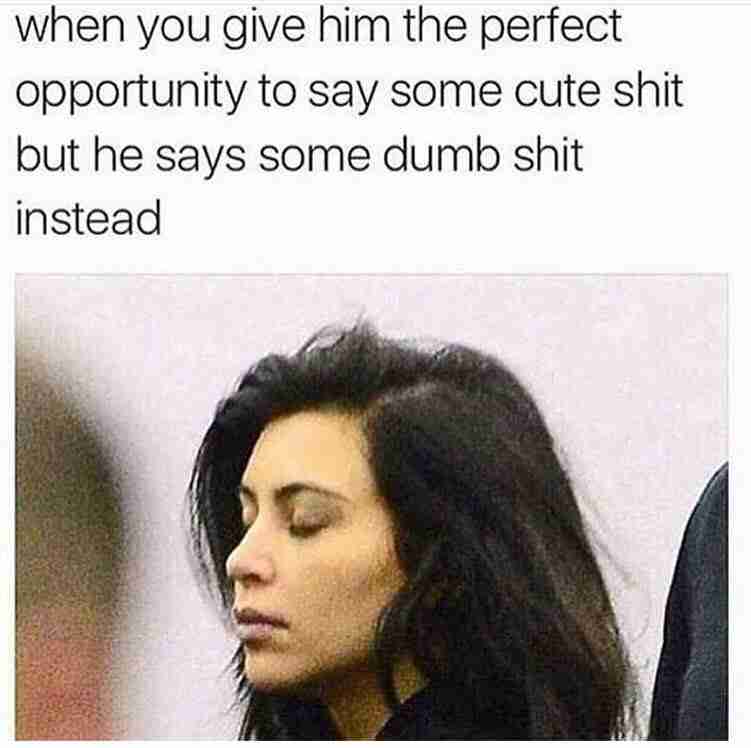 when you give him the perfect
opportunity to say some cute shit
but he says some dumb shit
instead